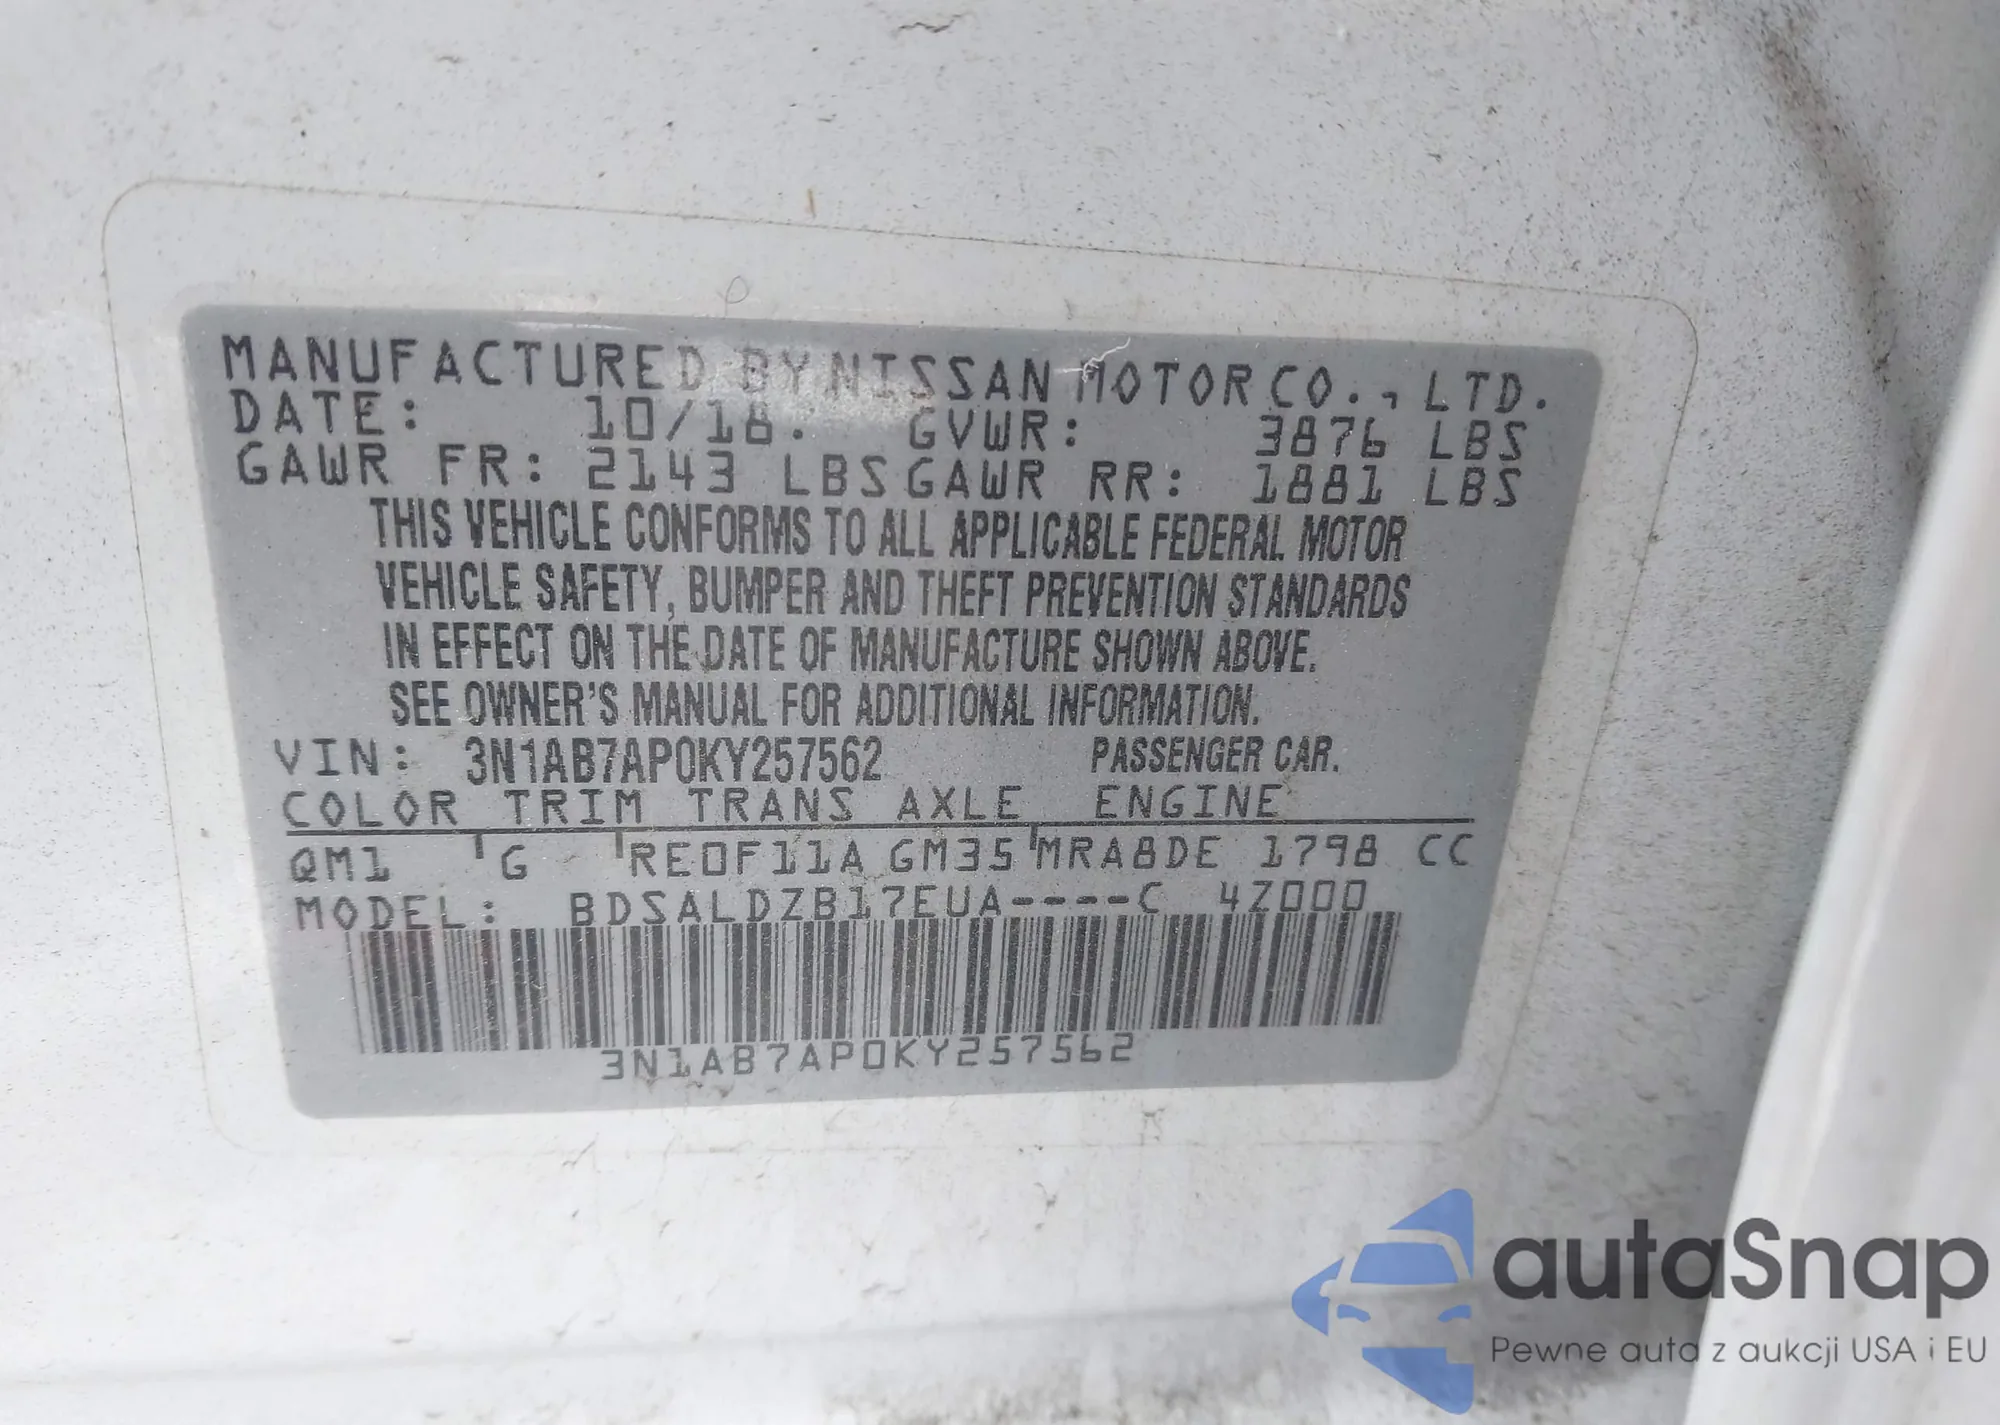 MANUFACTURED BY NISSAN MOTOR CO., LTD.
DATE: 10/18. GVWR: 3876 LBS
GAWR FR: 2143 LBS GAWR RR: 1881 LBS
THIS VEHICLE CONFORMS TO ALL APPLICABLE FEDERAL MOTOR
VEHICLE SAFETY, BUMPER AND THEFT PREVENTION STANDARDS
IN EFFECT ON THE DATE OF MANUFACTURE SHOWN ABOVE.
SEE OWNER'S MANUAL FOR ADDITIONAL INFORMATION.
VIN: 3N1AB7AP0KY257562 PASSENGER CAR.
COLOR TRIM TRANS AXLE ENGINE
QM1 G RE0F11A GM35 MRA8DE 1798 CC
MODEL: BDSALDZB17EUA----C 4Z000
3N1AB7AP0KY257562
autaSnap
Pewne auta z aukcji USA i EU